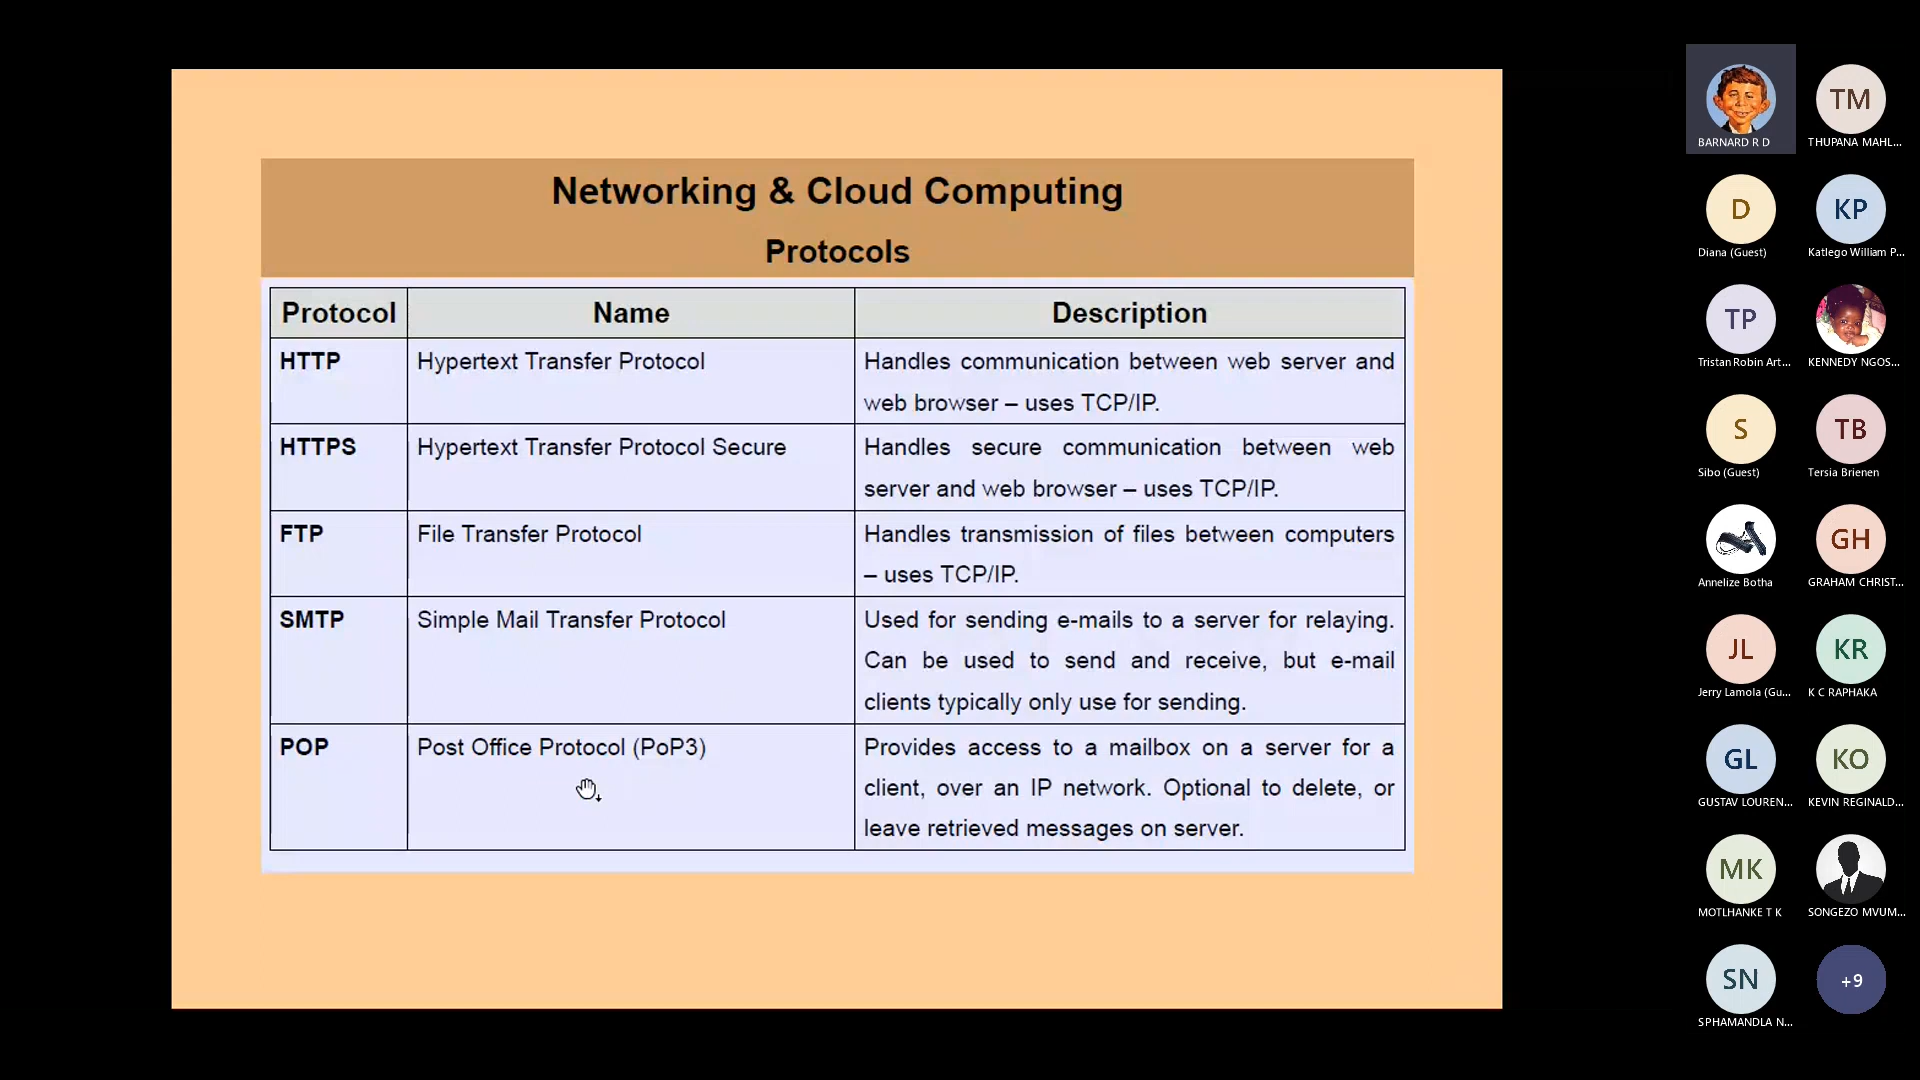 Networking & Cloud Computing
Protocols
Protocol Name Description
HTTP Hypertext Transfer Protocol Handles communication between web server and
web browser – uses TCP/IP.
HTTPS Hypertext Transfer Protocol Secure Handles secure communication between web
server and web browser – uses TCP/IP.
FTP File Transfer Protocol Handles transmission of files between computers
– uses TCP/IP.
SMTP Simple Mail Transfer Protocol Used for sending e-mails to a server for relaying.
Can be used to send and receive, but e-mail
clients typically only use for sending.
POP Post Office Protocol (PoP3) Provides access to a mailbox on a server for a
client, over an IP network. Optional to delete, or
leave retrieved messages on server.
TM
BARNARD R D THUPANA MAHL...
D KP
Diana (Guest) Katlego William P...
TP
Tristan Robin Art... KENNEDY NGOS...
S TB
Sibo (Guest) Tersia Brienen
GH
Annelize Botha GRAHAM CHRIST...
JL KR
Jerry Lamola (Gu... K C RAPHAKA
GL KO
GUSTAV LOUREN... KEVIN REGINALD...
MK
MOTLHANKE T K SONGEZO MVUM...
SN +9
SPHAMANDLA N...